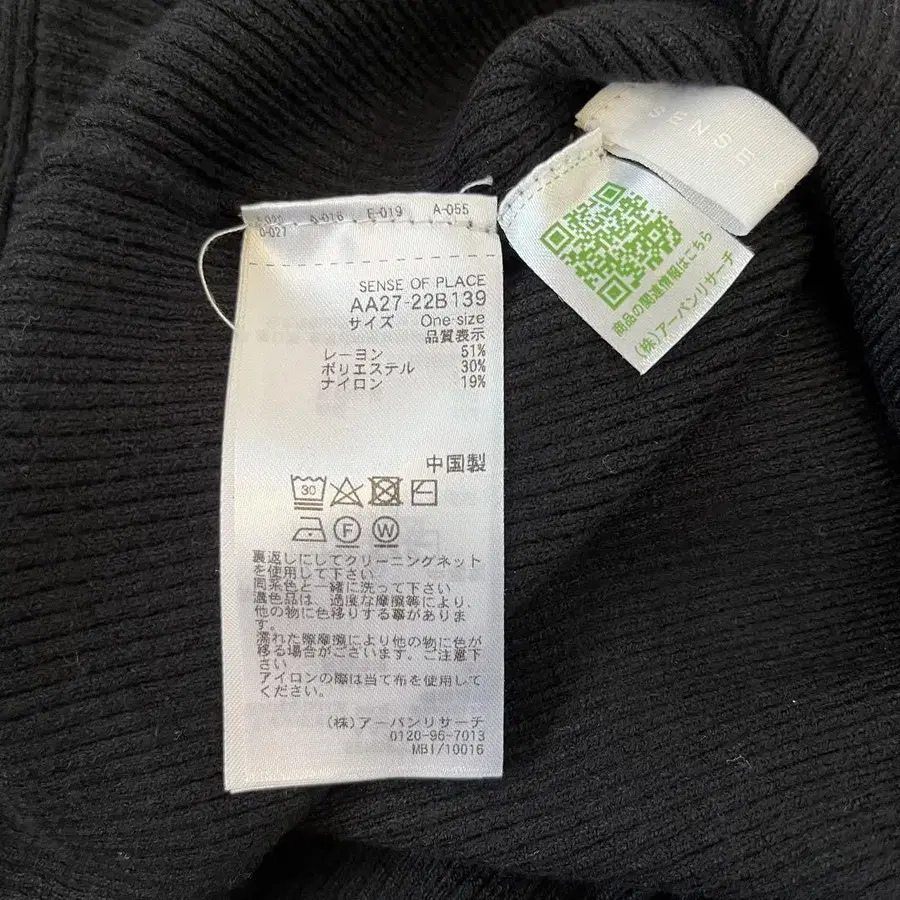 A-016 E-019 A-055
0-027
SENSE OF PLACE
AA27-22B139
サイズ One size
品質表示
レーヨン 51%
ポリエステル 30%
ナイロン 19%
中国製
30
F W
裏返しにしてクリーニングネット
を使用して下さい
同系色と一緒に洗って下さい
濃色品は、過度な摩擦等により、
他の物に色移りする事がありま
す。
濡れた際摩擦により他の物に色が
移る場合がございます。ご注意下
さい
アイロンの際は当て布を使用して
ください。
(株)アーバンリサーチ
0120-96-7013
MBI/10016
商品の関連情報はこちら
(株)アーバンリサーチ
SENSE